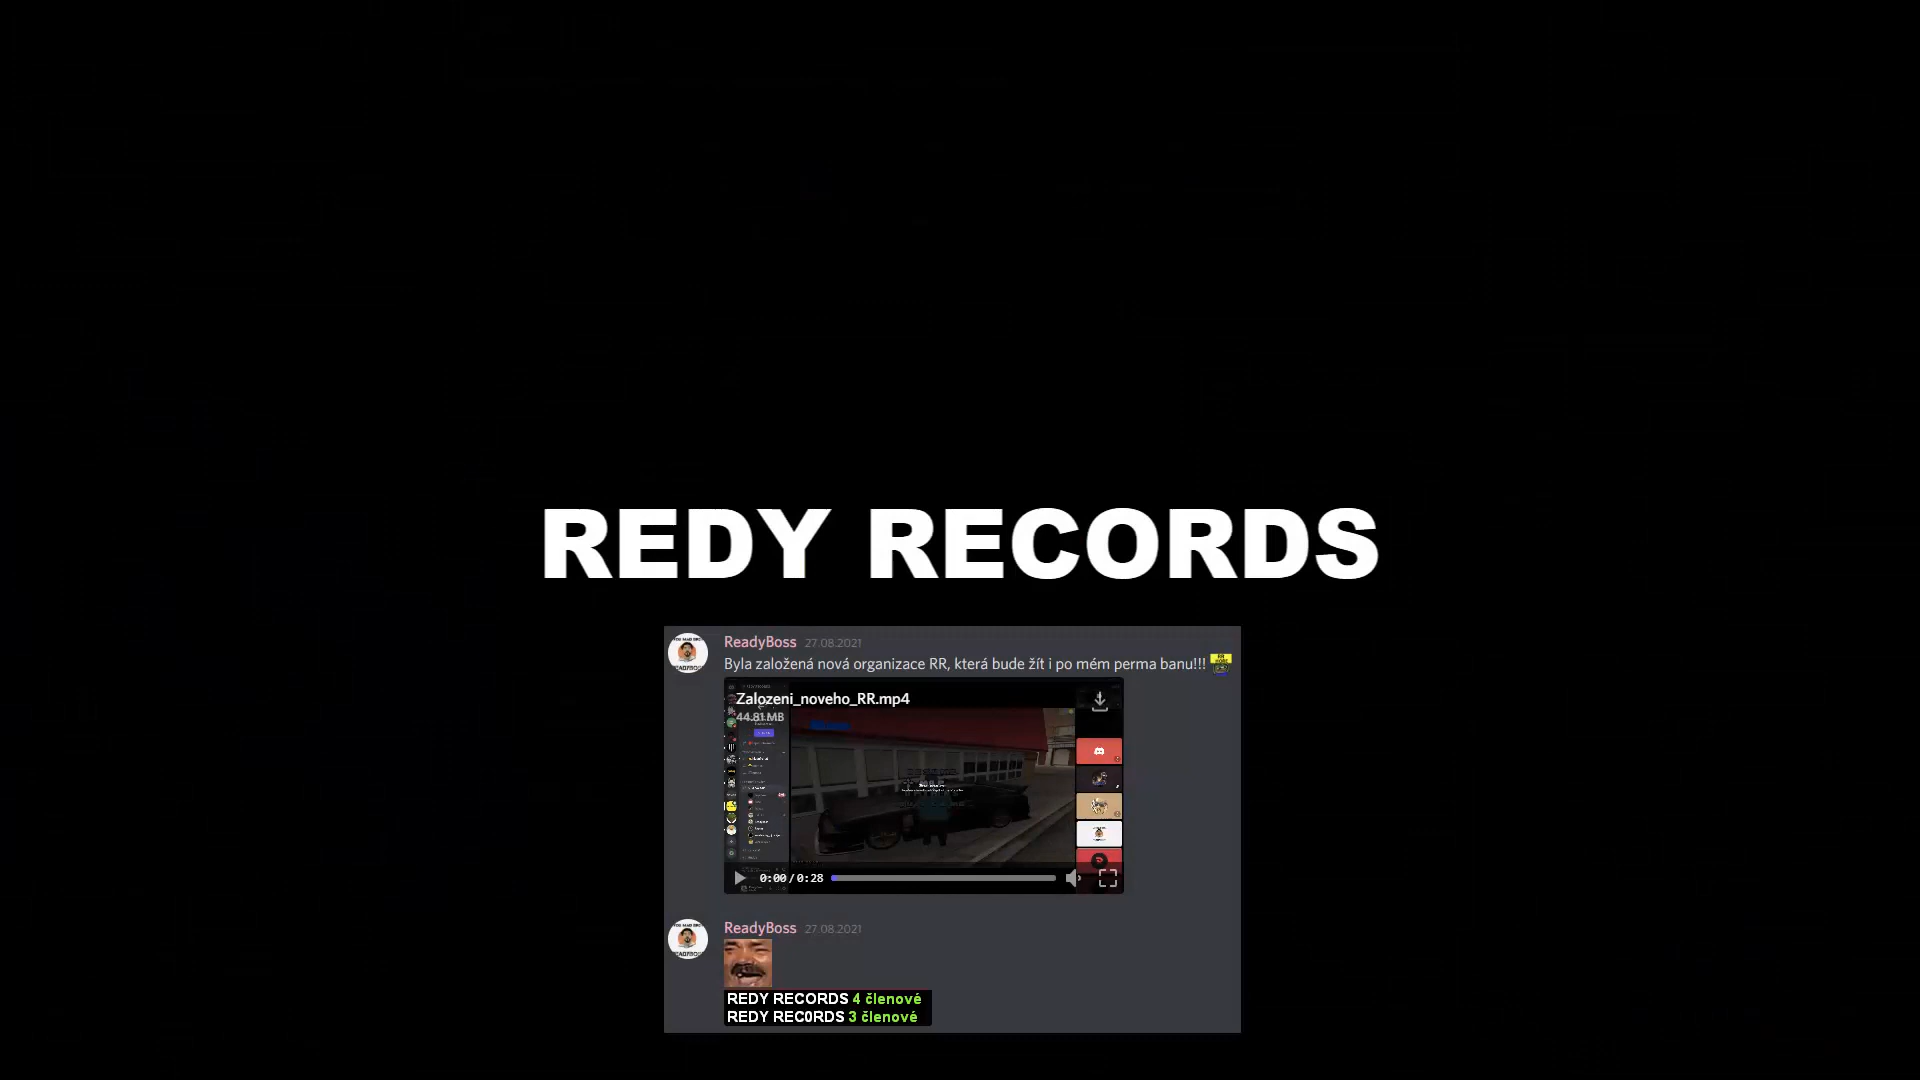 REDY RECORDS
ReadyBoss 27.08.2021
Byla založená nová organizace RR, která bude žít i po mém perma banu!!!
Zalozeni_noveho_RR.mp4
44.81 MB
0:00/0:28
ReadyBoss 27.08.2021
REDY RECORDS 4 členové
REDY REC0RDS 3 členové